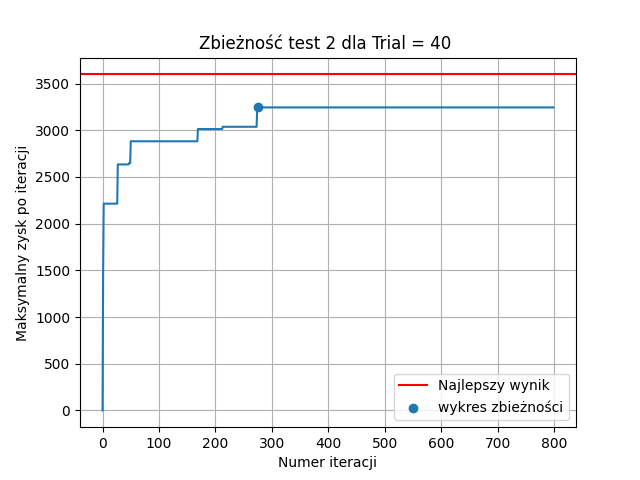 Zbieżność test 2 dla Trial = 40
Maksymalny zysk po iteracji
3500
3000
2500
2000
1500
1000
500
0
0 100 200 300 400 500 600 700 800
Numer iteracji
Najlepszy wynik
wykres zbieżności